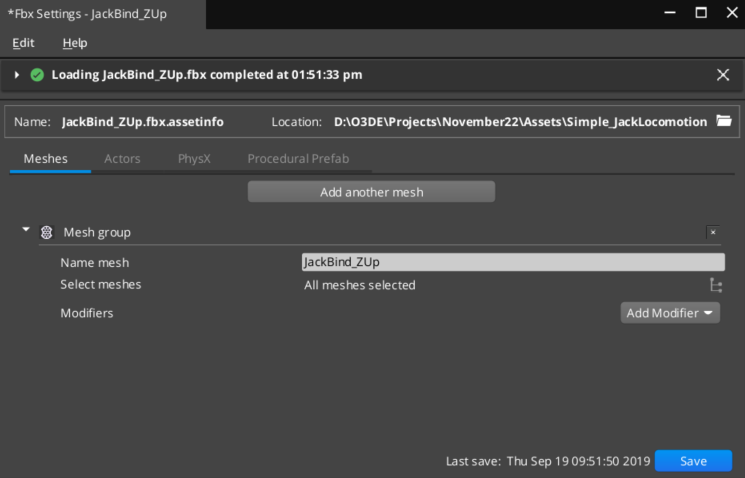 *Fbx Settings - JackBind_ZUp
Edit Help
Loading JackBind_ZUp.fbx completed at 01:51:33 pm
Name: JackBind_ZUp.fbx.assetinfo Location: D:\O3DE\Projects\November22\Assets\Simple_JackLocomotion
Meshes Actors PhysX Procedural Prefab
Add another mesh
Mesh group
Name mesh JackBind_ZUp
Select meshes All meshes selected
Modifiers Add Modifier
Last save: Thu Sep 19 09:51:50 2019 Save